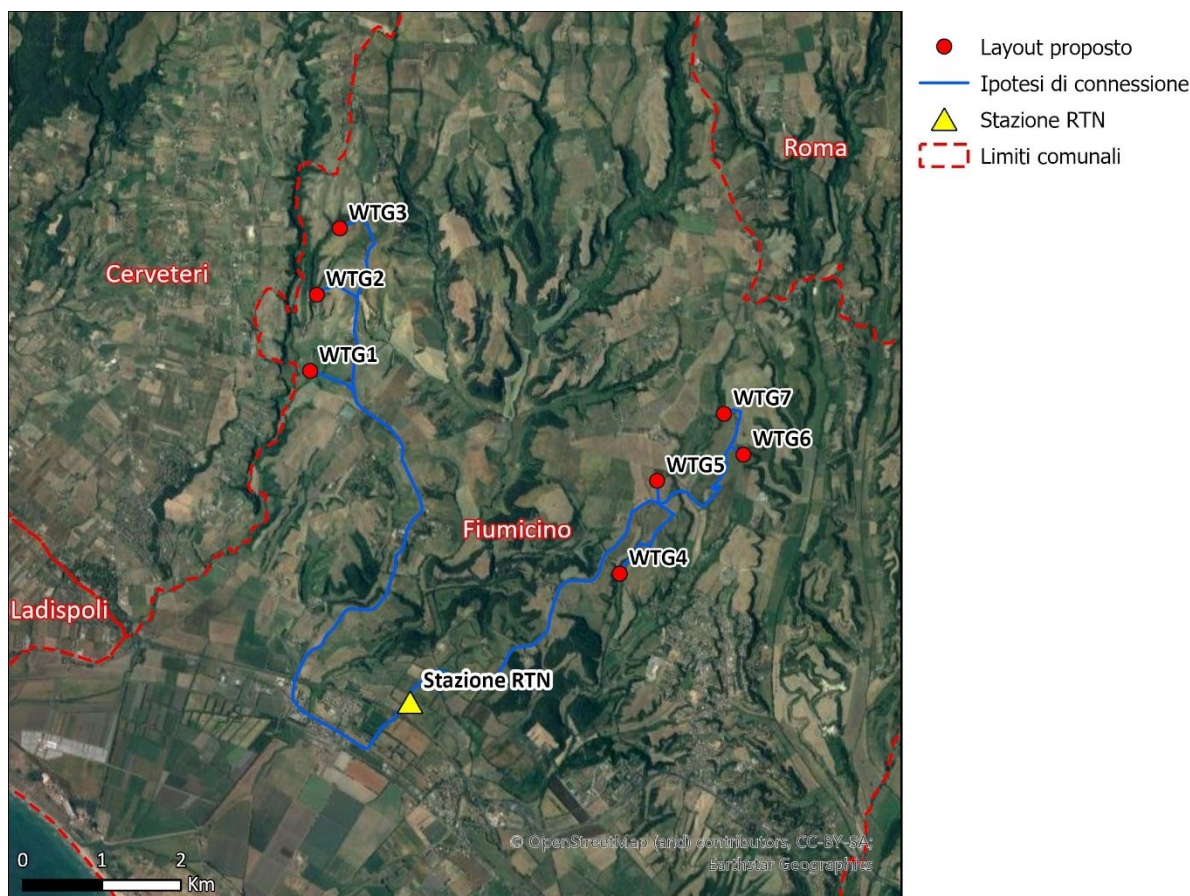 Layout proposto
Ipotesi di connessione
Stazione RTN
Limiti comunali
Roma
WTG3
Cerveteri
WTG2
WTG1
WTG7
WTG6
WTG5
Fiumicino
WTG4
Ladispoli
Stazione RTN
© OpenStreetMap (and) contributors, CC-BY-SA;
Earthstar Geographics
0 1 2
Km